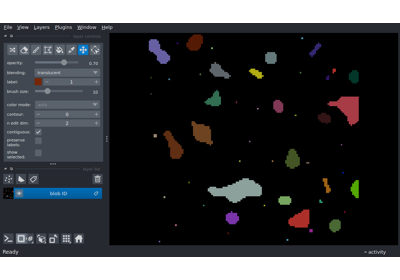 File View Layers Plugins Window Help
opacity: 0.70
blending: translucent
label: 1
brush size: 10
color mode:
contour: 0
n edit dim: 2
contiguous:
preserve labels:
show selected:
blob ID
Ready
activity